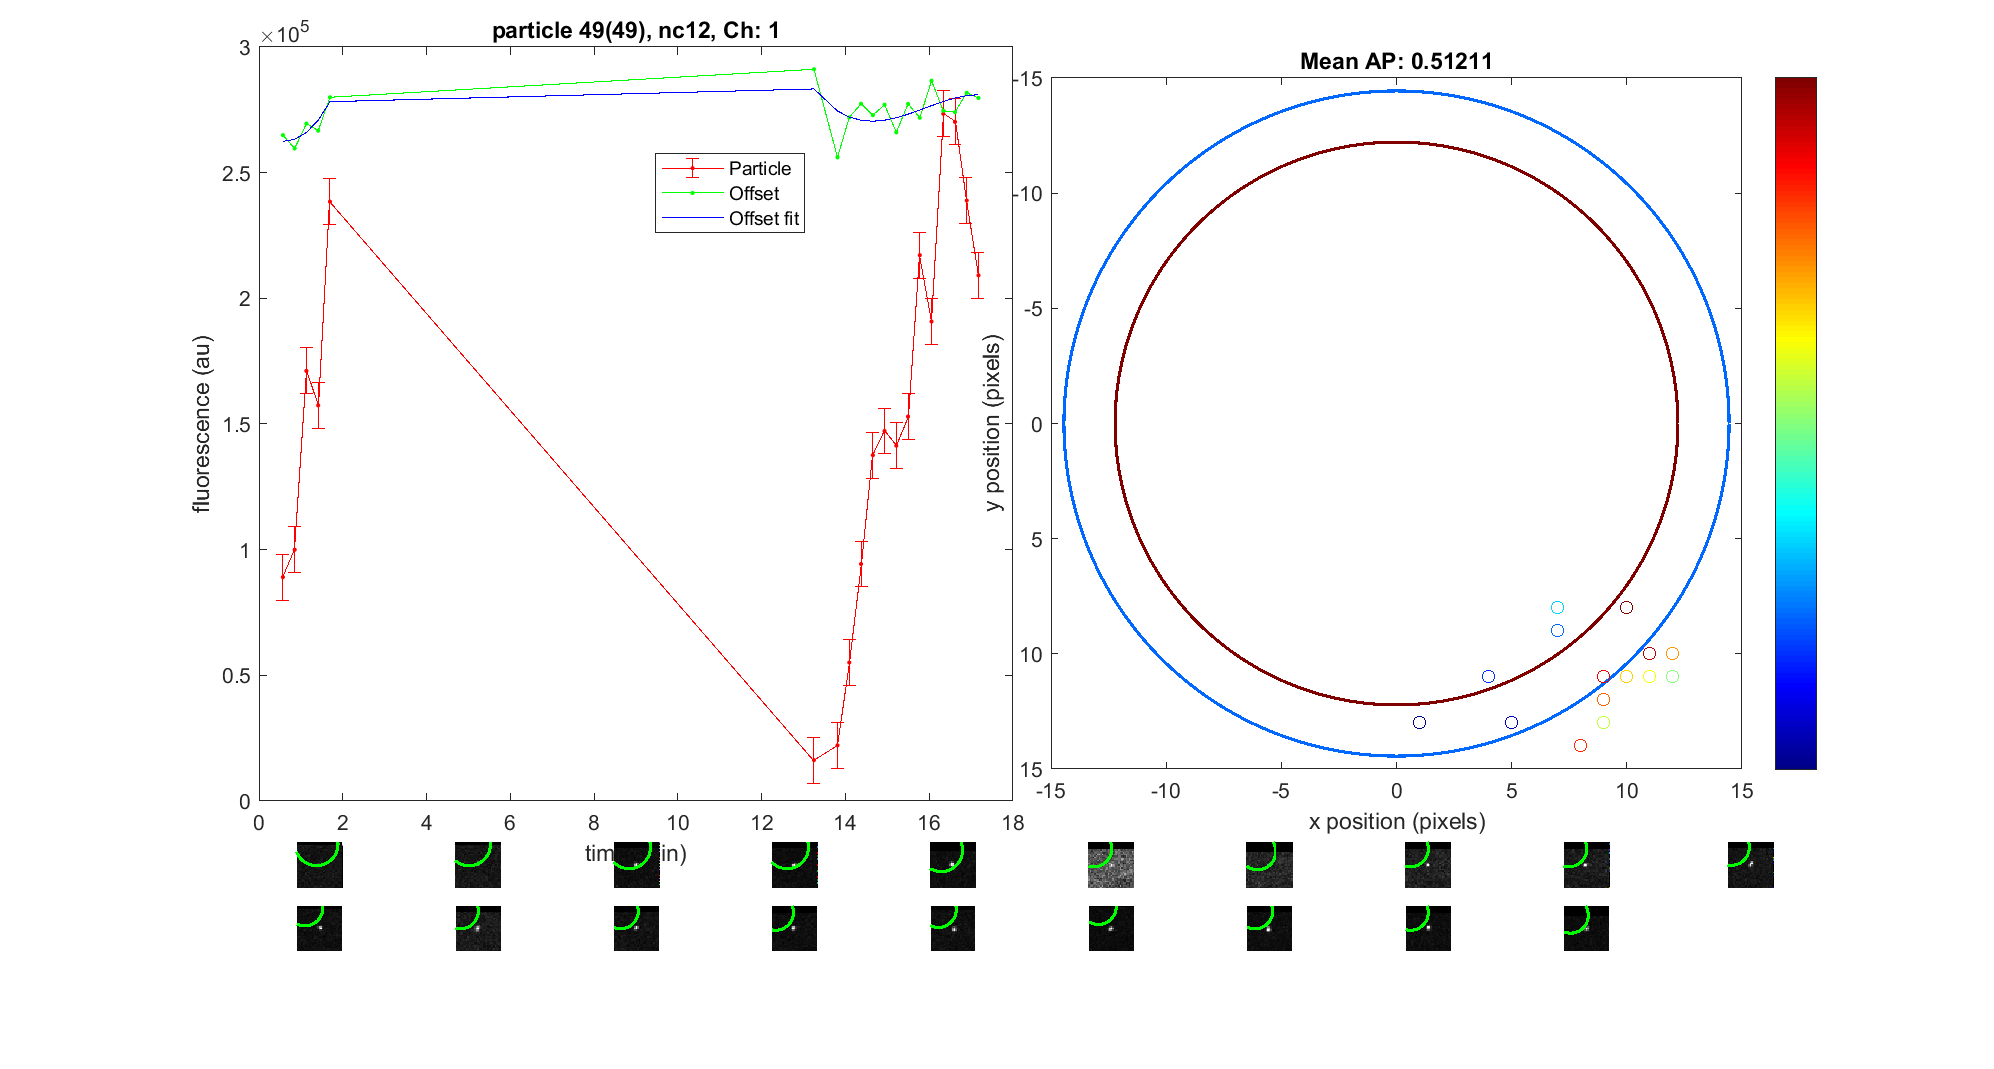 particle 49(49), nc12, Ch: 1
×10^5
3
2.5
2
1.5
1
0.5
0
fluorescence (au)
Particle
Offset
Offset fit
0 2 4 6 8 10 12 14 16 18
tim in)
Mean AP: 0.51211
-15
-10
-5
0
5
10
15
y position (pixels)
-15 -10 -5 0 5 10 15
x position (pixels)